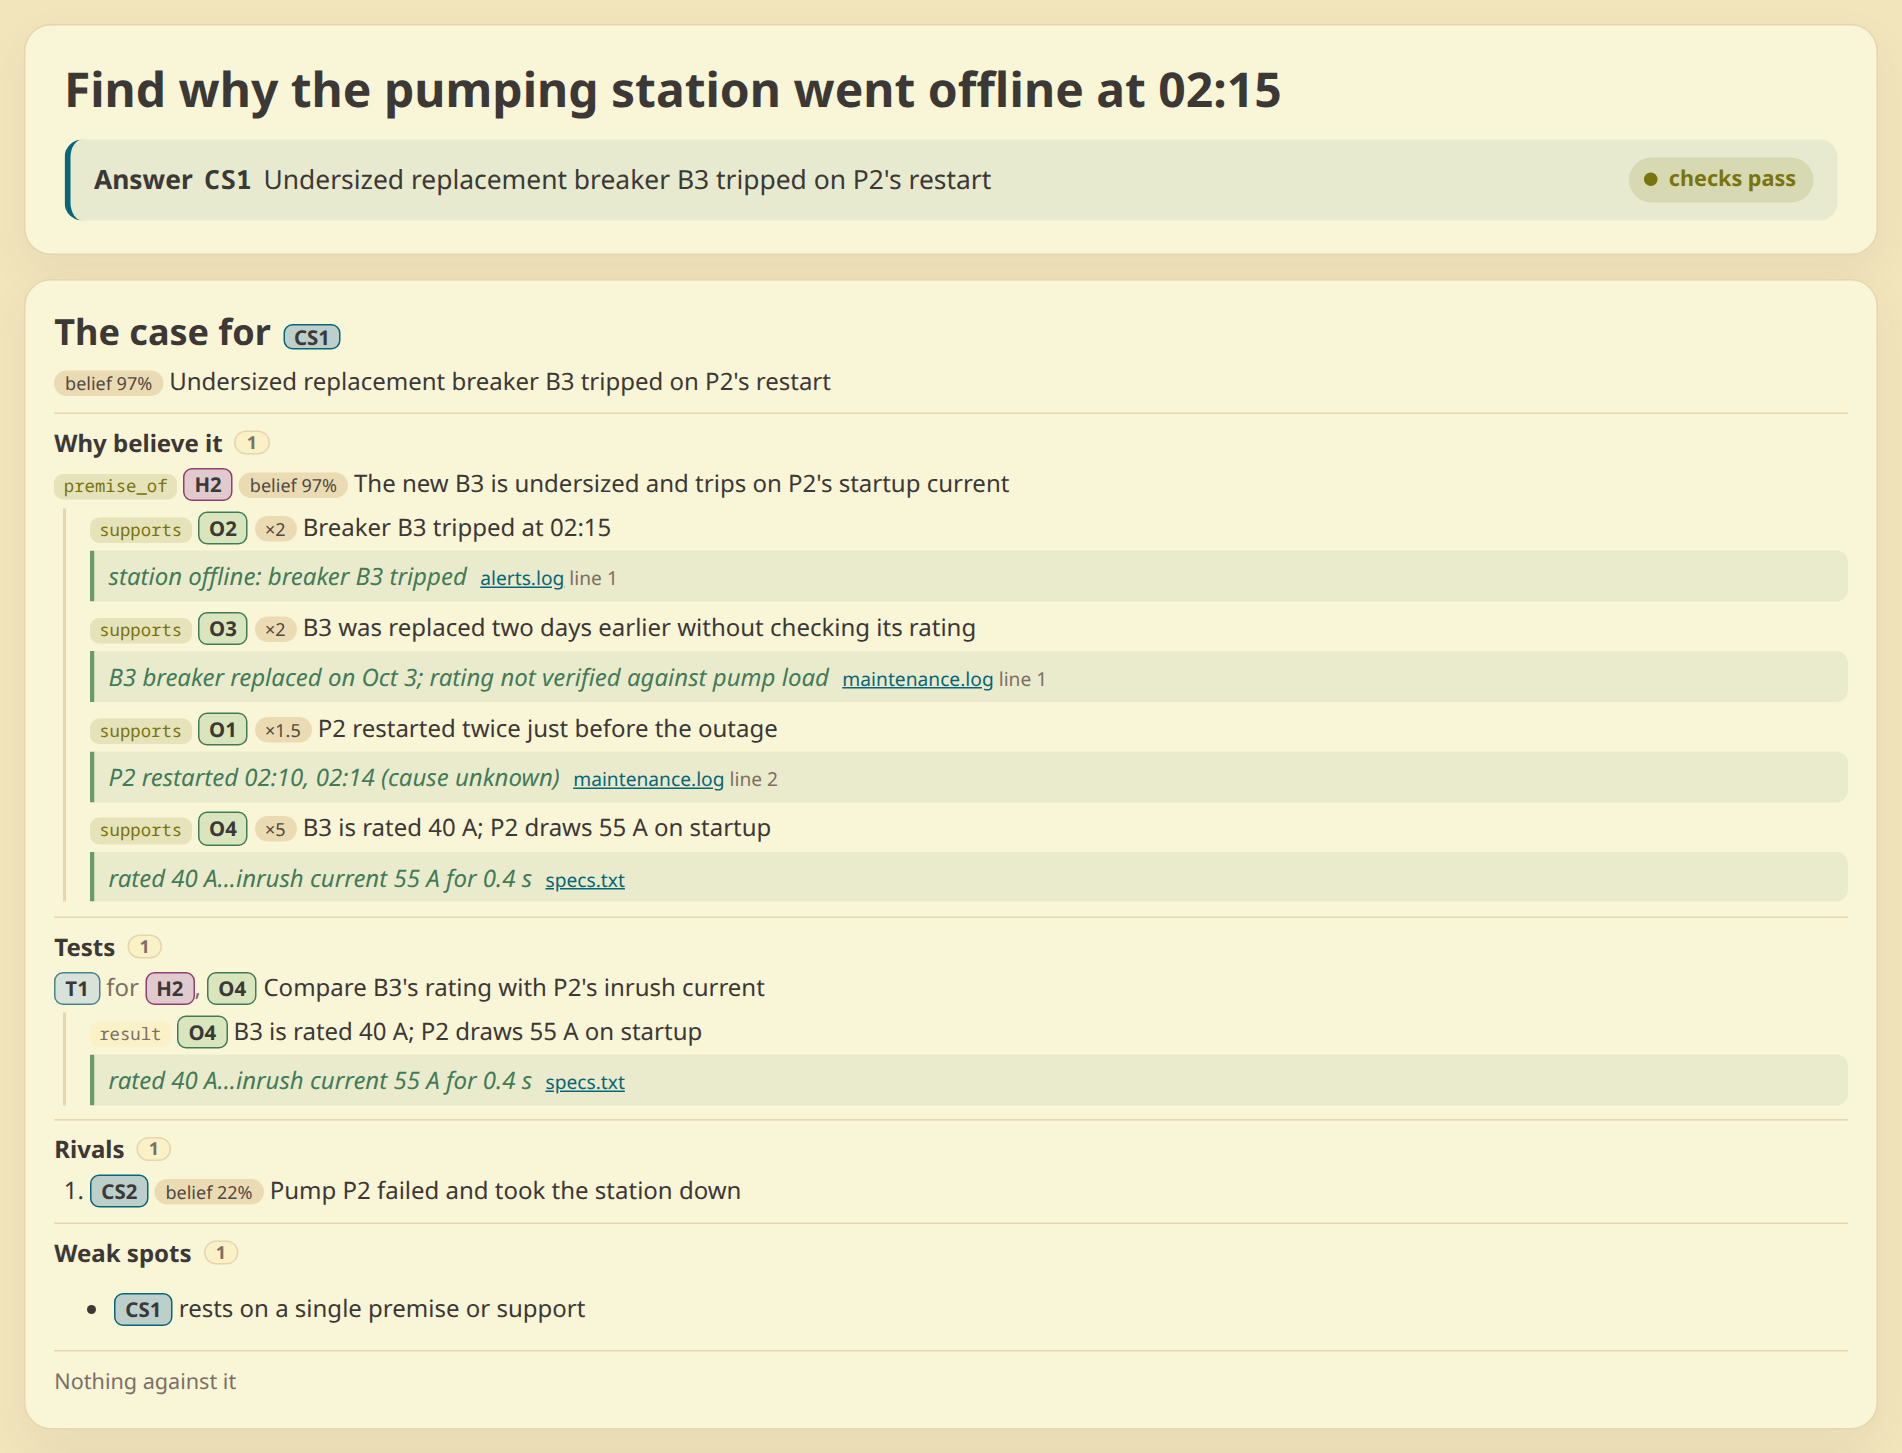 Find why the pumping station went offline at 02:15
Answer CS1 Undersized replacement breaker B3 tripped on P2's restart
checks pass
The case for CS1
belief 97% Undersized replacement breaker B3 tripped on P2's restart
Why believe it 1
premise_of H2 belief 97% The new B3 is undersized and trips on P2's startup current
supports O2 ×2 Breaker B3 tripped at 02:15
station offline: breaker B3 tripped alerts.log line 1
supports O3 ×2 B3 was replaced two days earlier without checking its rating
B3 breaker replaced on Oct 3; rating not verified against pump load maintenance.log line 1
supports O1 ×1.5 P2 restarted twice just before the outage
P2 restarted 02:10, 02:14 (cause unknown) maintenance.log line 2
supports O4 ×5 B3 is rated 40 A; P2 draws 55 A on startup
rated 40 A…inrush current 55 A for 0.4 s specs.txt
Tests 1
T1 for H2, O4 Compare B3's rating with P2's inrush current
result O4 B3 is rated 40 A; P2 draws 55 A on startup
rated 40 A…inrush current 55 A for 0.4 s specs.txt
Rivals 1
1. CS2 belief 22% Pump P2 failed and took the station down
Weak spots 1
• CS1 rests on a single premise or support
Nothing against it